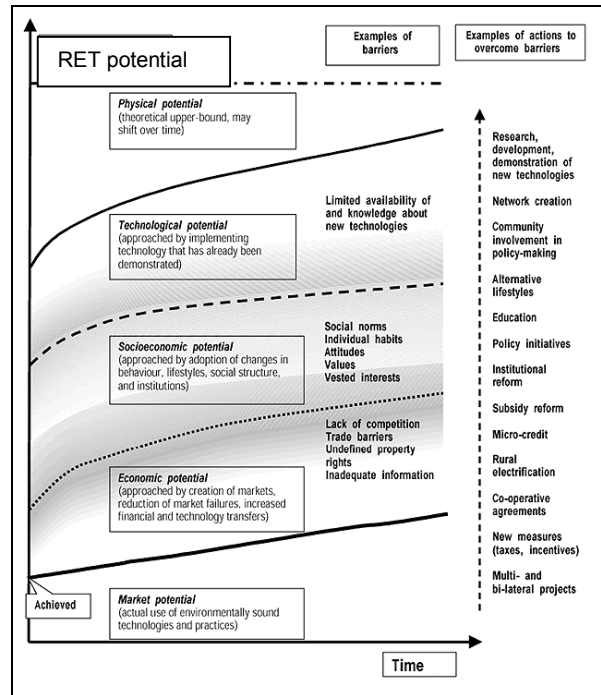 RET potential
Examples of
barriers
Examples of actions to
overcome barriers
Physical potential
(theoretical upper-bound, may
shift over time)
Technological potential
(approached by implementing
technology that has already been
demonstrated)
Limited availability of
and knowledge about
new technologies
Socioeconomic potential
(approached by adoption of changes in
behaviour, lifestyles, social structure,
and institutions)
Social norms
Individual habits
Attitudes
Values
Vested interests
Lack of competition
Trade barriers
Undefined property
rights
Inadequate information
Economic potential
(approached by creation of markets,
reduction of market failures, increased
financial and technology transfers)
Achieved
Market potential
(actual use of environmentally sound
technologies and practices)
Time
Research,
development,
demonstration of
new technologies
Network creation
Community
involvement in
policy-making
Alternative
lifestyles
Education
Policy initiatives
Institutional
reform
Subsidy reform
Micro-credit
Rural
electrification
Co-operative
agreements
New measures
(taxes, incentives)
Multi- and
bi-lateral projects